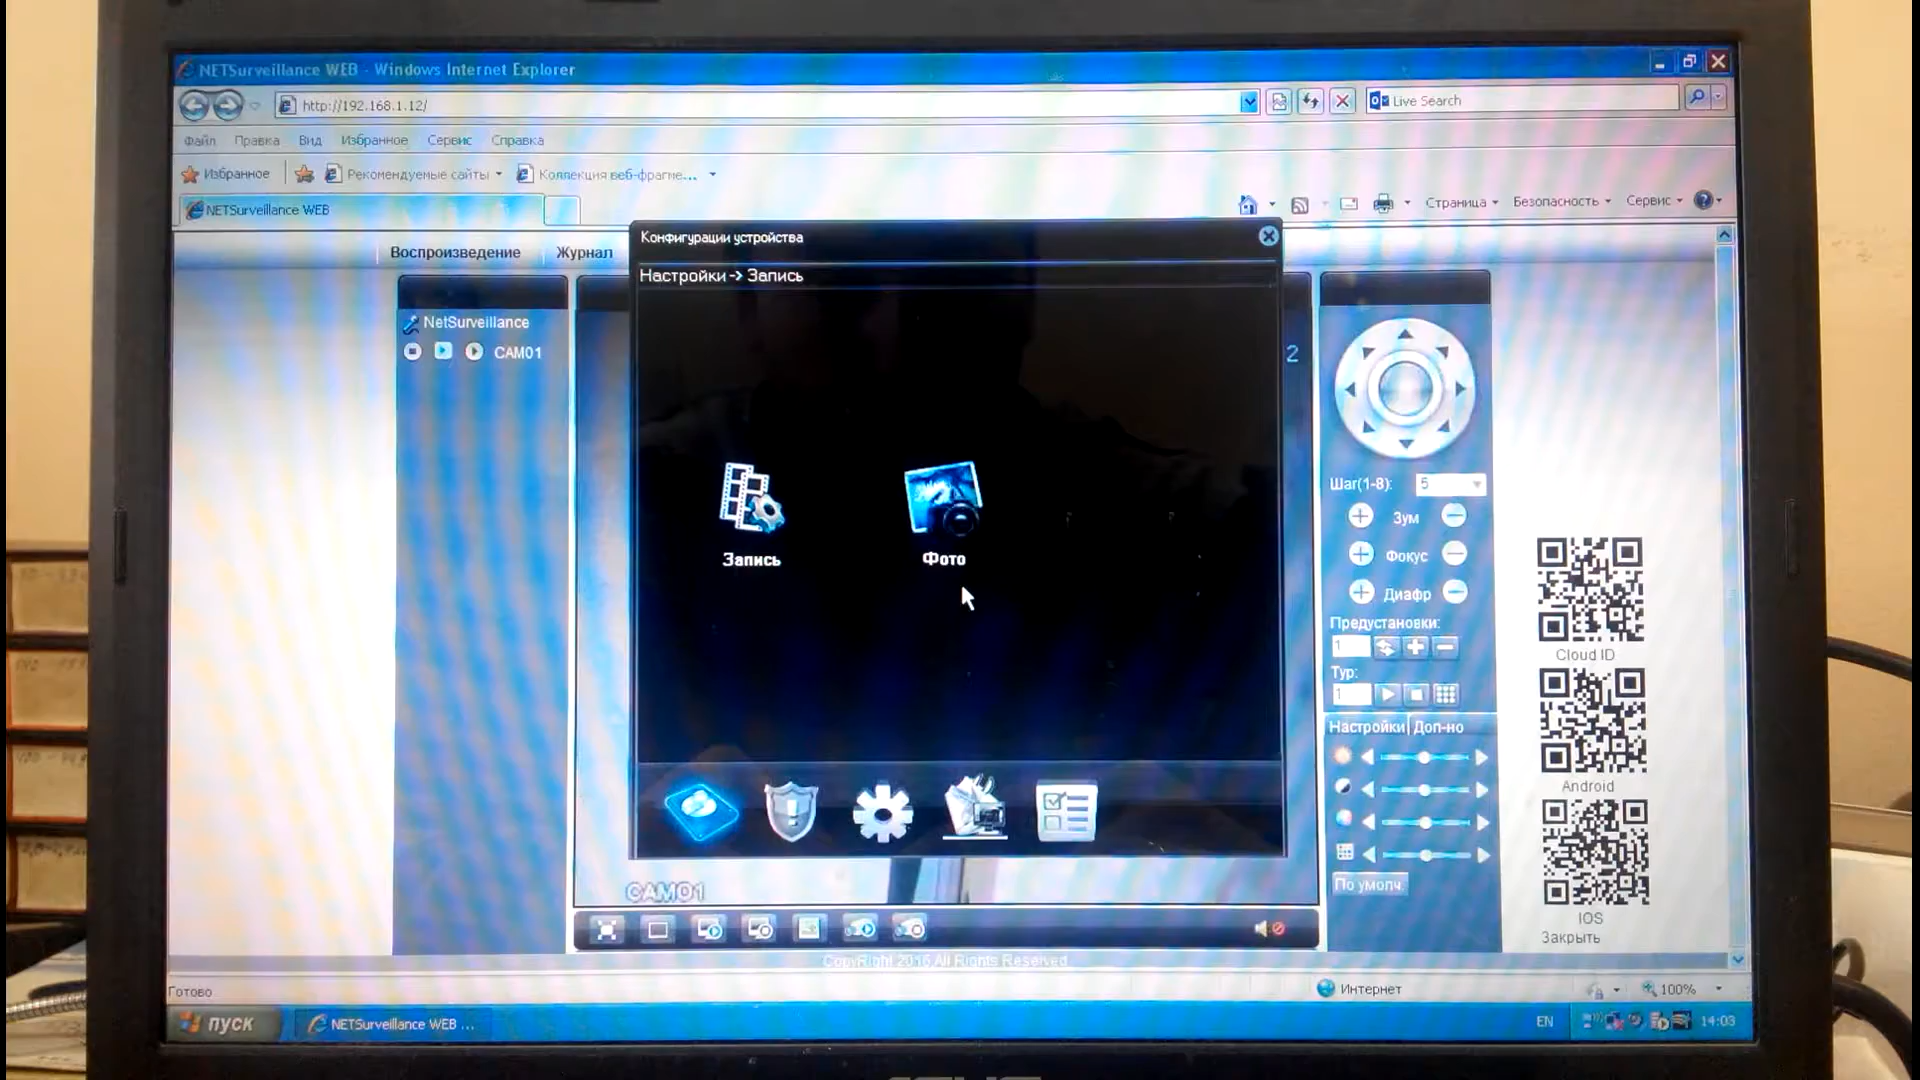 NETSurveillance WEB - Windows Internet Explorer
http://192.168.1.12/
Live Search
Файл Правка Вид Избранное Сервис Справка
Избранное Рекомендуемые сайты Коллекция веб-фрагме...
NETSurveillance WEB
Страница Безопасность Сервис
Воспроизведение Журнал
Конфигурации устройства
Настройки -> Запись
NetSurveillance
CAM01
2
Запись
Фото
CAM01
Шаг(1-8): 5
Зум
Фокус
Диафр
Предустановки:
1
Тур:
1
Настройки Доп-но
По умолч.
Cloud ID
Android
IOS
Закрыть
CopyRight 2016,All Rights Reserved
Готово
Интернет
100%
пуск
NETSurveillance WEB ...
EN
14:03